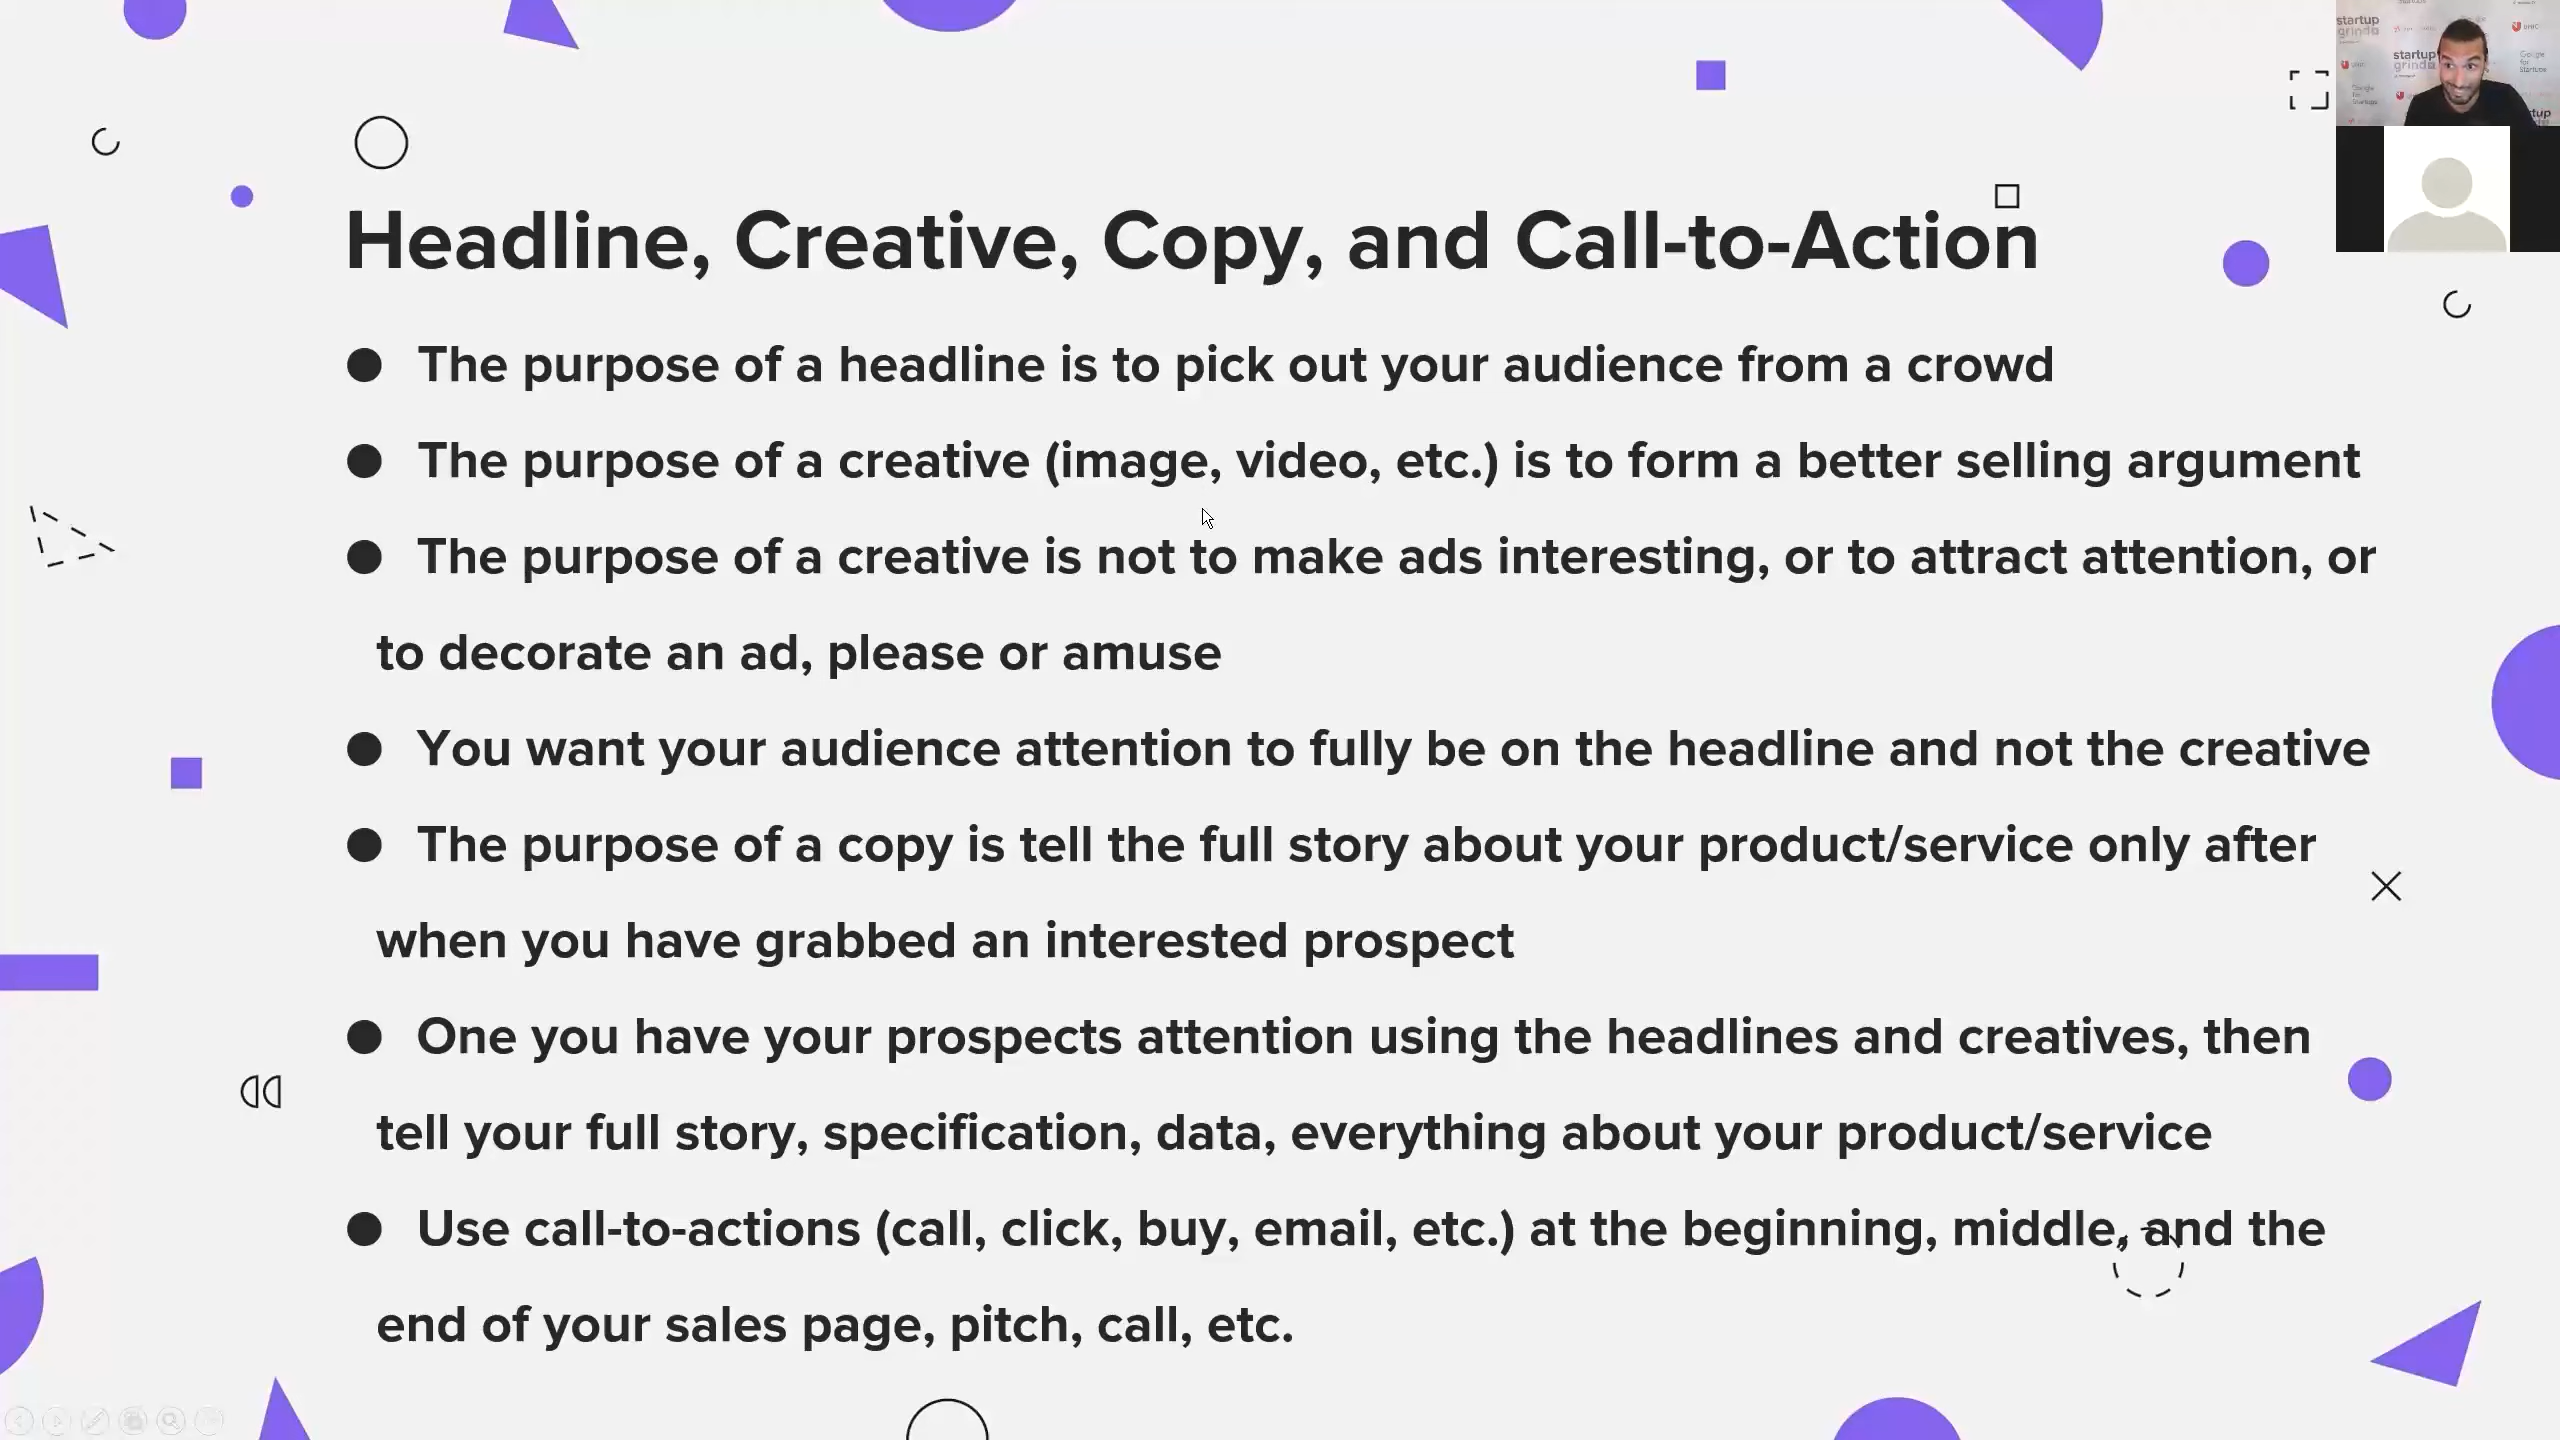 Headline, Creative, Copy, and Call-to-Action
● The purpose of a headline is to pick out your audience from a crowd
● The purpose of a creative (image, video, etc.) is to form a better selling argument
● The purpose of a creative is not to make ads interesting, or to attract attention, or
to decorate an ad, please or amuse
● You want your audience attention to fully be on the headline and not the creative
● The purpose of a copy is tell the full story about your product/service only after
when you have grabbed an interested prospect
● One you have your prospects attention using the headlines and creatives, then
tell your full story, specification, data, everything about your product/service
● Use call-to-actions (call, click, buy, email, etc.) at the beginning, middle, and the
end of your sales page, pitch, call, etc.
startup
grind
startup
grind
Google
for
Startups